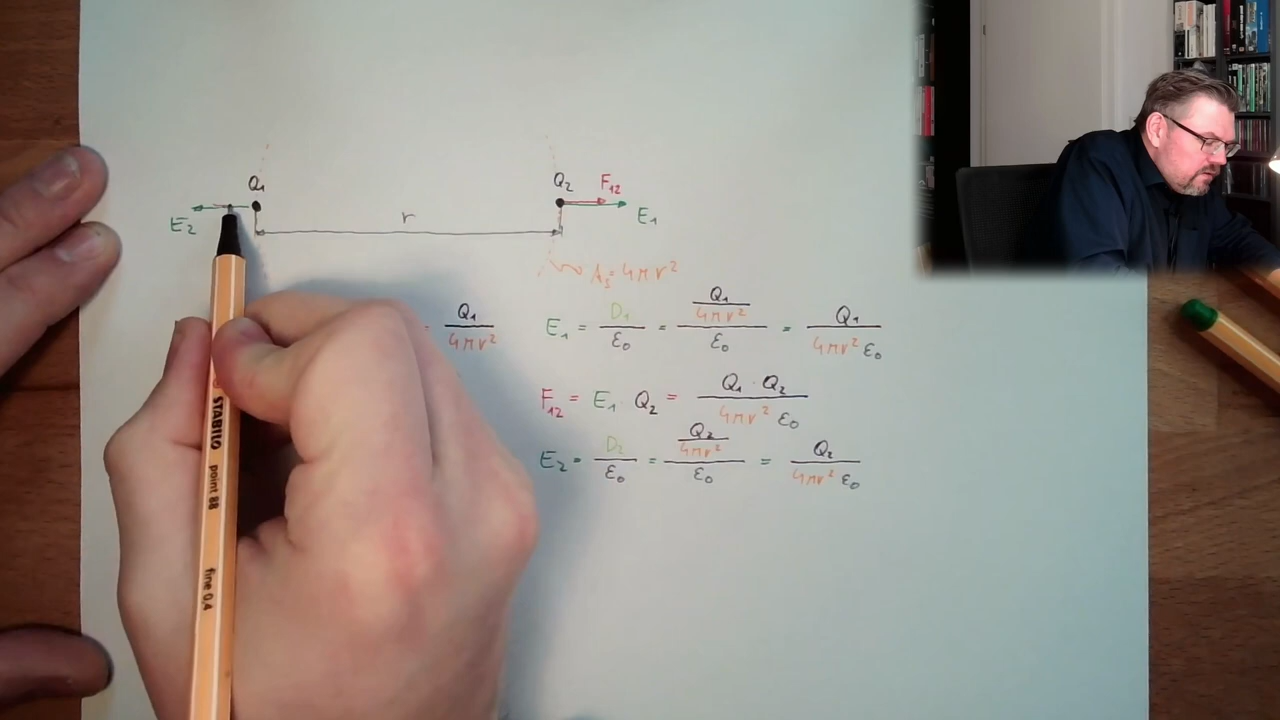 Q₁ Q₂ F₁₂
E₂ r E₁
A₁ = 4πr²
= Q₁ / 4πr² E₁ = D₁ / ε₀ = (Q₁ / 4πr²) / ε₀ = Q₁ / 4πr² ε₀
F₁₂ = E₁ · Q₂ = Q₁ · Q₂ / 4πr² ε₀
E₂ = D₂ / ε₀ = (Q₂ / 4πr²) / ε₀ = Q₂ / 4πr² ε₀
STABILO point 88 fine 0,4